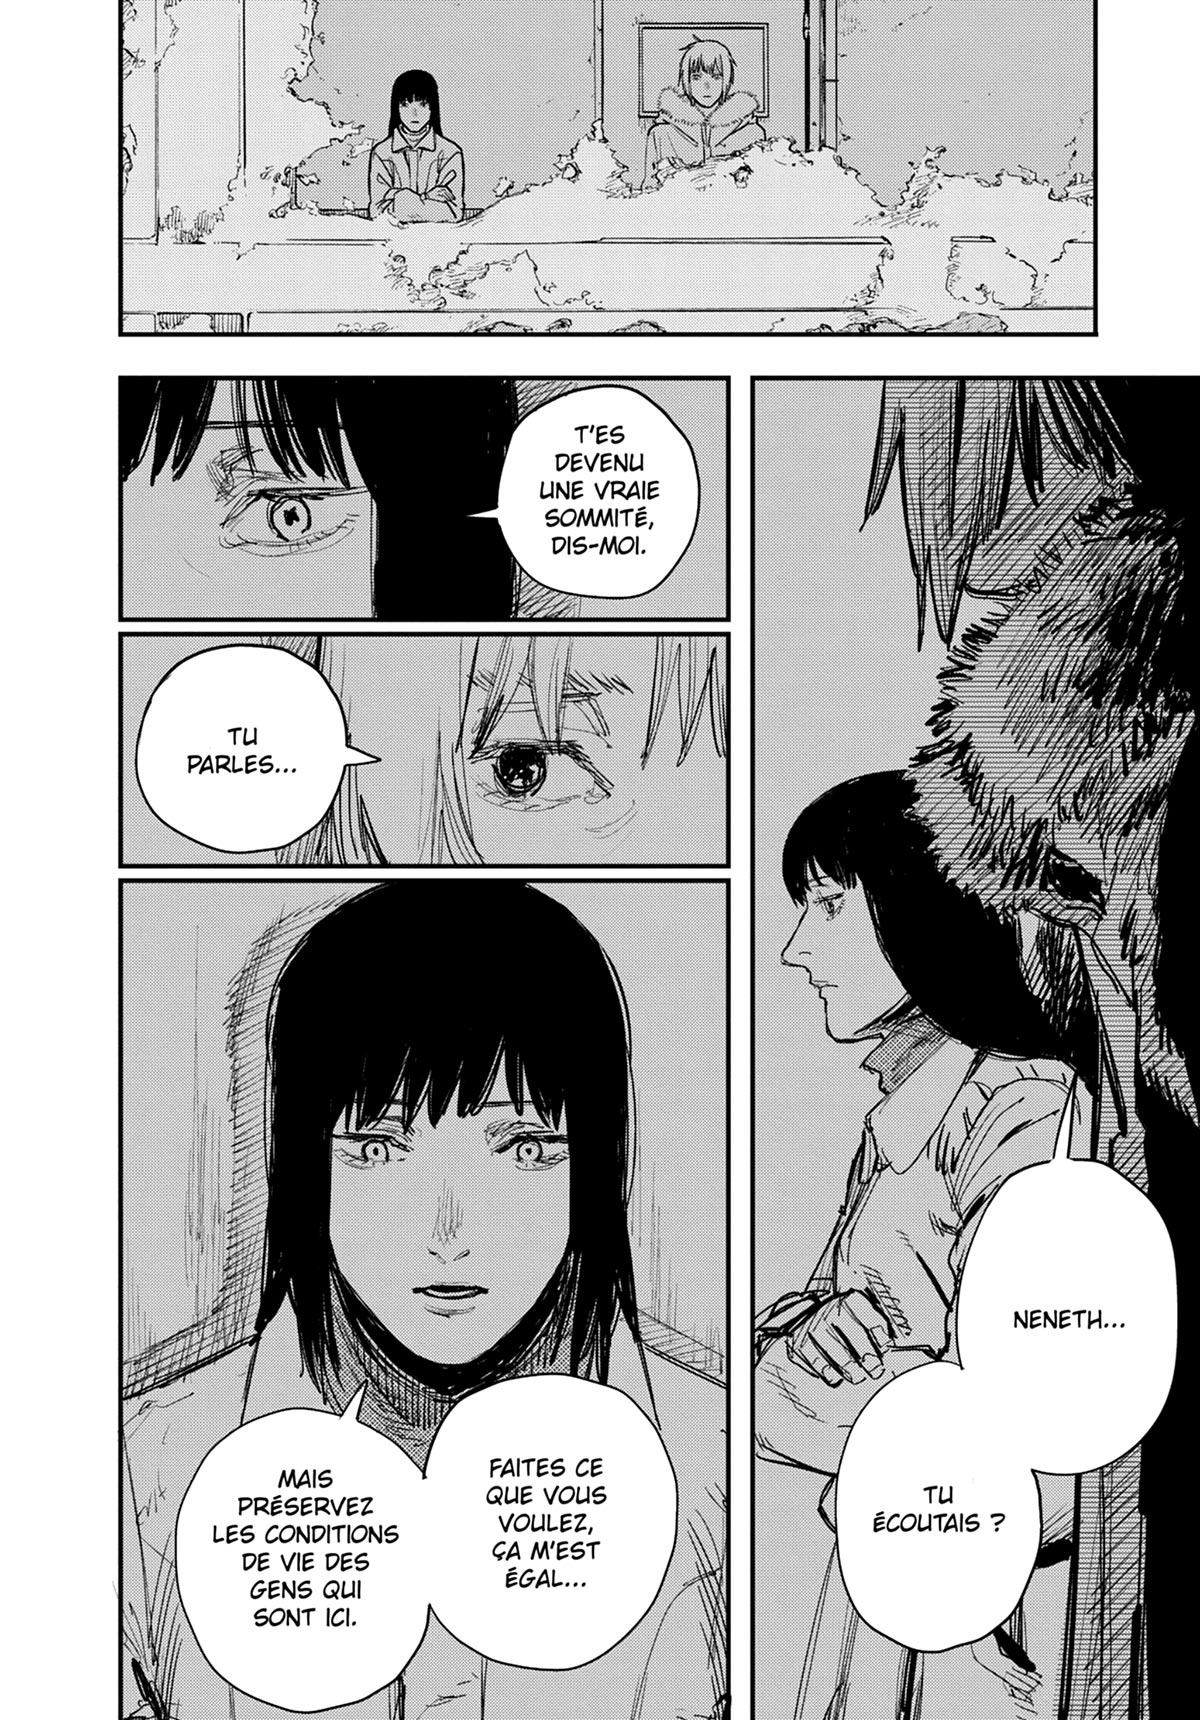 NENETH...
TU
ÉCOUTAIS ?
T'ES
DEVENU
UNE VRAIE
SOMMITÉ,
DIS-MOI.
TU
PARLES...
FAITES CE
QUE VOUS
VOULEZ,
ÇA M'EST
ÉGAL...
MAIS
PRÉSERVEZ
LES CONDITIONS
DE VIE DES
GENS QUI
SONT ICI.